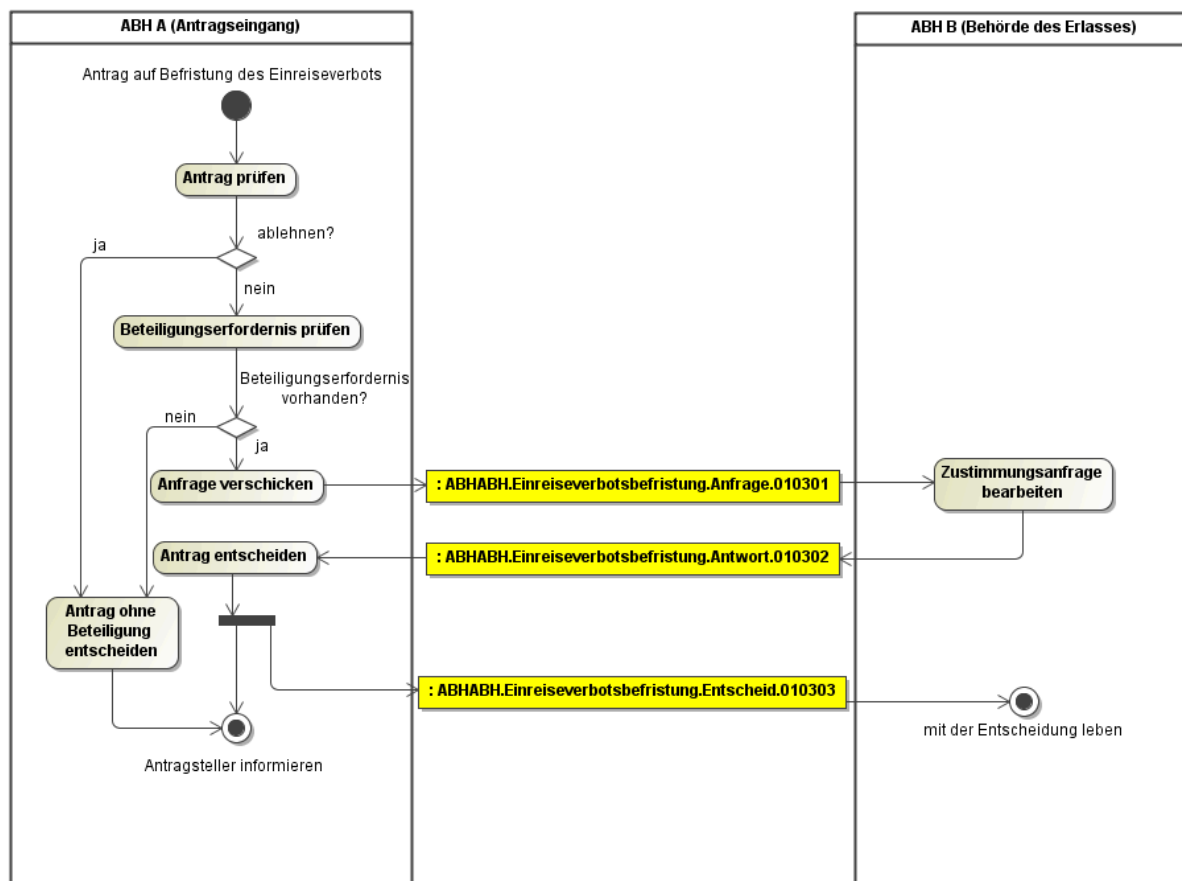 ABH A (Antragseingang)
ABH B (Behörde des Erlasses)
Antrag auf Befristung des Einreiseverbots
Antrag prüfen
ablehnen?
ja
nein
Beteiligungserfordernis prüfen
Beteiligungserfordernis
vorhanden?
nein
ja
Anfrage verschicken
: ABHABH.Einreiseverbotsbefristung.Anfrage.010301
Zustimmungsanfrage
bearbeiten
Antrag entscheiden
: ABHABH.Einreiseverbotsbefristung.Antwort.010302
Antrag ohne
Beteiligung
entscheiden
: ABHABH.Einreiseverbotsbefristung.Entscheid.010303
mit der Entscheidung leben
Antragsteller informieren